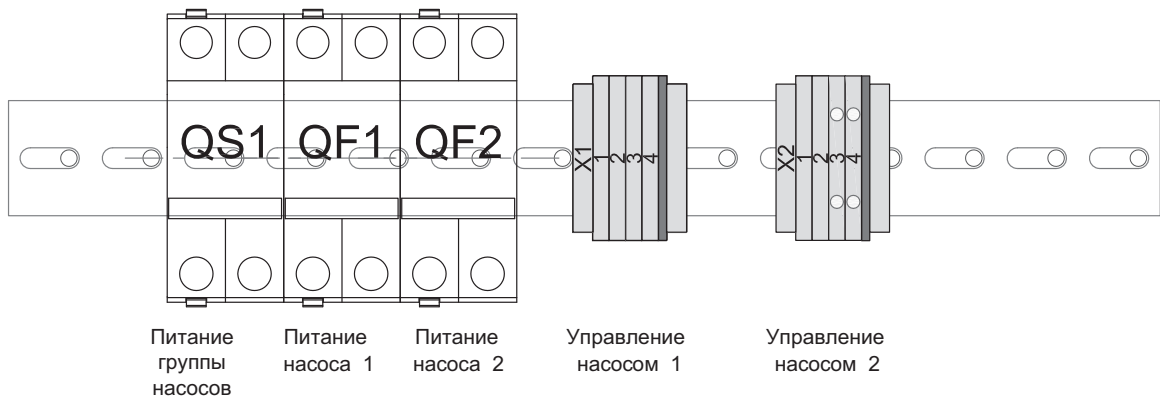 QS1 QF1 QF2
X1 1 2 3 4
X2 1 2 3 4
Питание группы насосов
Питание насоса 1
Питание насоса 2
Управление насосом 1
Управление насосом 2